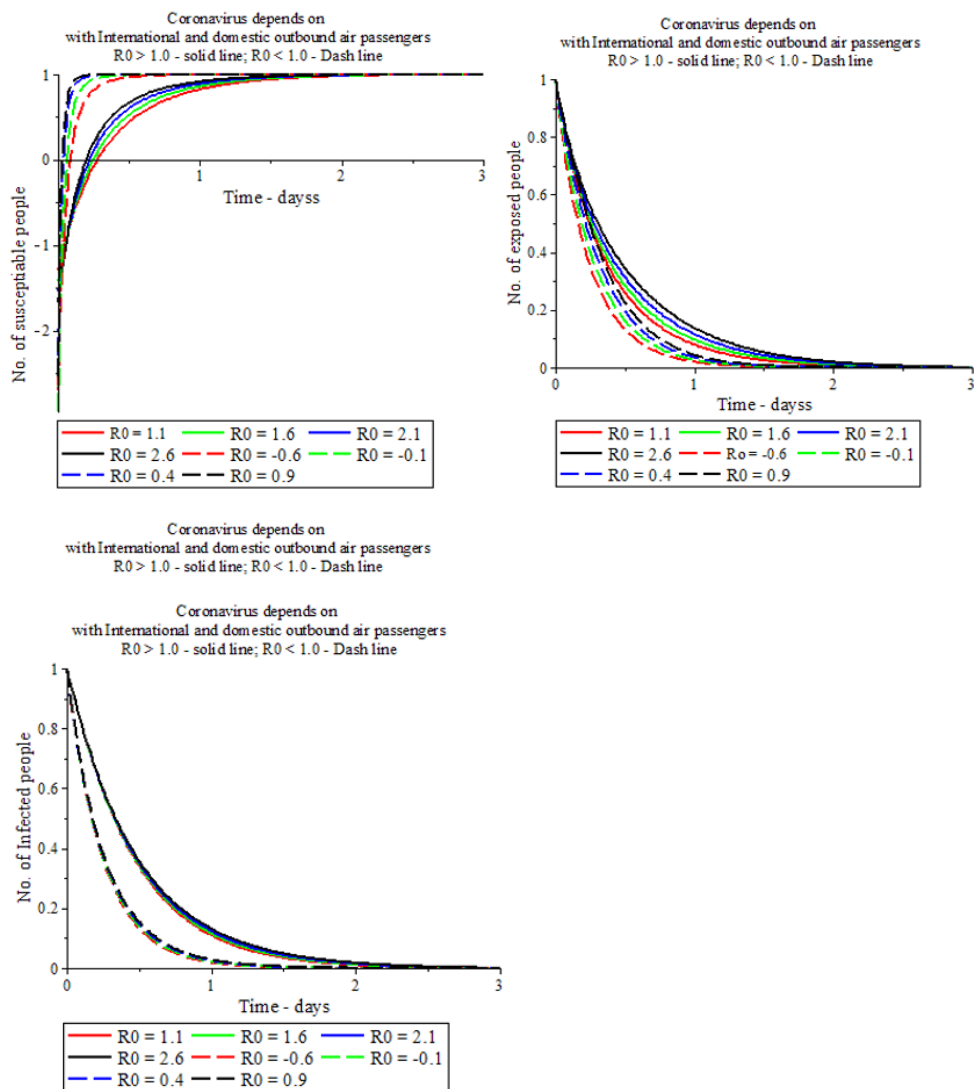 Coronavirus depends on
with International and domestic outbound air passengers
R0 > 1.0 - solid line; R0 < 1.0 - Dash line
1
0
-1
-2
1
2
3
Time - dayss
No. of susceptiable people
R0 = 1.1
R0 = 1.6
R0 = 2.1
R0 = 2.6
R0 = -0.6
R0 = -0.1
R0 = 0.4
R0 = 0.9
Coronavirus depends on
with International and domestic outbound air passengers
R0 > 1.0 - solid line; R0 < 1.0 - Dash line
1
0.8
0.6
0.4
0.2
0
0
1
2
3
Time - dayss
No. of exposed people
R0 = 1.1
R0 = 1.6
R0 = 2.1
R0 = 2.6
Ro = -0.6
R0 = -0.1
R0 = 0.4
R0 = 0.9
Coronavirus depends on
with International and domestic outbound air passengers
R0 > 1.0 - solid line; R0 < 1.0 - Dash line
Coronavirus depends on
with International and domestic outbound air passengers
R0 > 1.0 - solid line; R0 < 1.0 - Dash line
1
0.8
0.6
0.4
0.2
0
0
1
2
3
Time - days
No. of Infected people
R0 = 1.1
R0 = 1.6
R0 = 2.1
R0 = 2.6
R0 = -0.6
R0 = -0.1
R0 = 0.4
R0 = 0.9